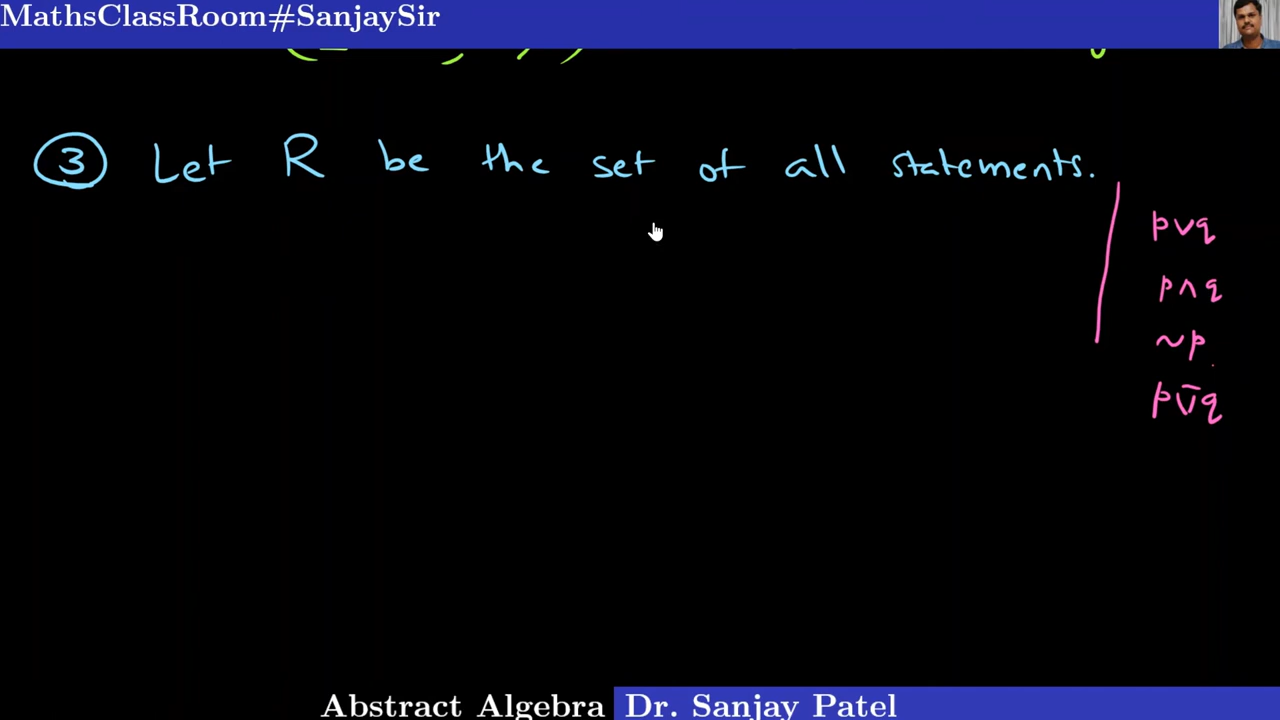 MathsClassRoom#SanjaySir
③ Let R be the set of all statements.
p∨q
p∧q
~p
p⊽q
Abstract Algebra Dr. Sanjay Patel